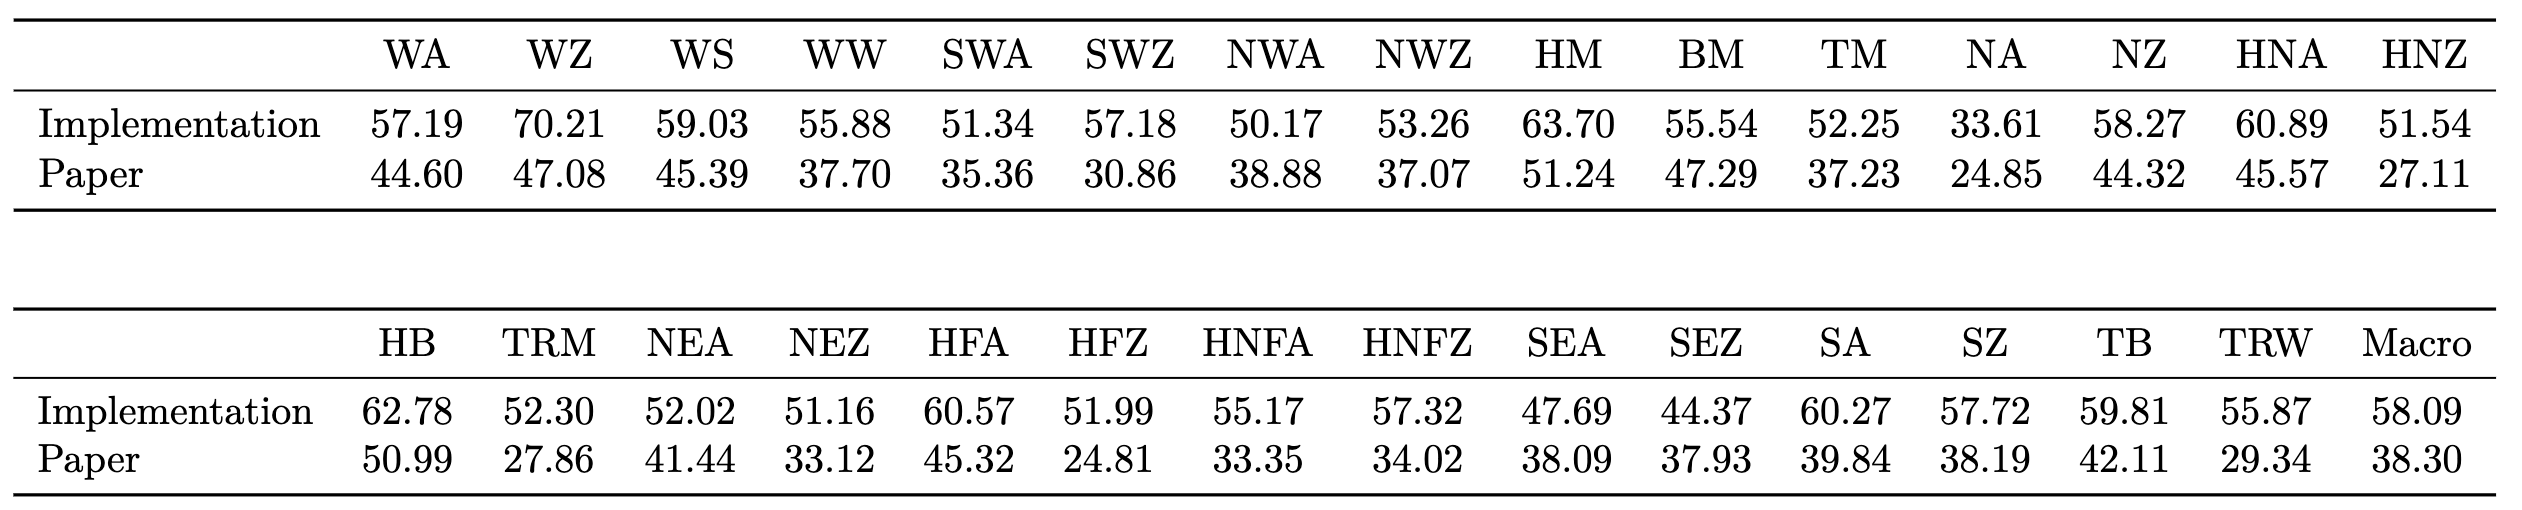 WA WZ WS WW SWA SWZ NWA NWZ HM BM TM NA NZ HNA HNZ
Implementation 57.19 70.21 59.03 55.88 51.34 57.18 50.17 53.26 63.70 55.54 52.25 33.61 58.27 60.89 51.54
Paper 44.60 47.08 45.39 37.70 35.36 30.86 38.88 37.07 51.24 47.29 37.23 24.85 44.32 45.57 27.11
HB TRM NEA NEZ HFA HFZ HNFA HNFZ SEA SEZ SA SZ TB TRW Macro
Implementation 62.78 52.30 52.02 51.16 60.57 51.99 55.17 57.32 47.69 44.37 60.27 57.72 59.81 55.87 58.09
Paper 50.99 27.86 41.44 33.12 45.32 24.81 33.35 34.02 38.09 37.93 39.84 38.19 42.11 29.34 38.30